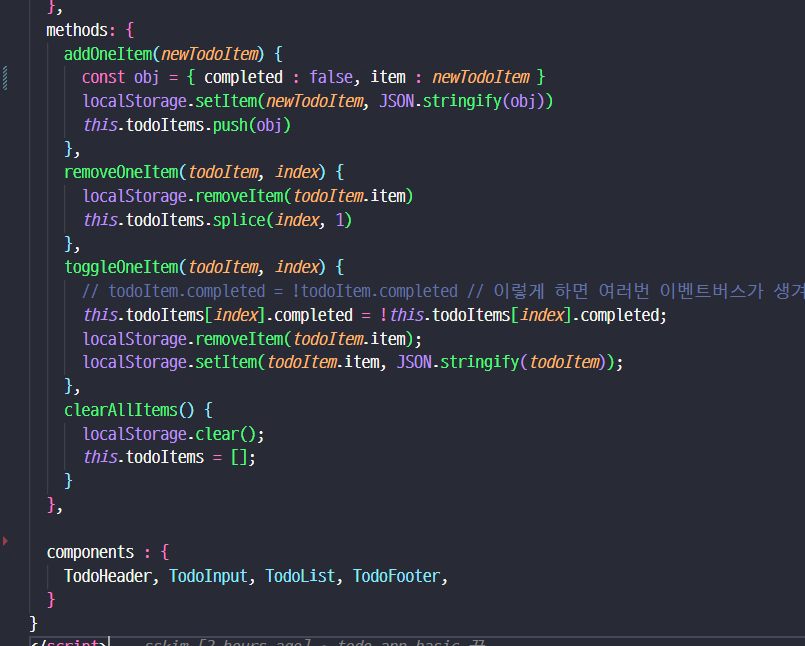 },
methods: {
addOneItem(newTodoItem) {
const obj = { completed : false, item : newTodoItem }
localStorage.setItem(newTodoItem, JSON.stringify(obj))
this.todoItems.push(obj)
},
removeOneItem(todoItem, index) {
localStorage.removeItem(todoItem.item)
this.todoItems.splice(index, 1)
},
toggleOneItem(todoItem, index) {
// todoItem.completed = !todoItem.completed // 이렇게 하면 여러번 이벤트버스가 생겨
this.todoItems[index].completed = !this.todoItems[index].completed;
localStorage.removeItem(todoItem.item);
localStorage.setItem(todoItem.item, JSON.stringify(todoItem));
},
clearAllItems() {
localStorage.clear();
this.todoItems = [];
}
},
components : {
TodoHeader, TodoInput, TodoList, TodoFooter,
}
}
</script> sskim [2 hours ago] · todo app basic 끝